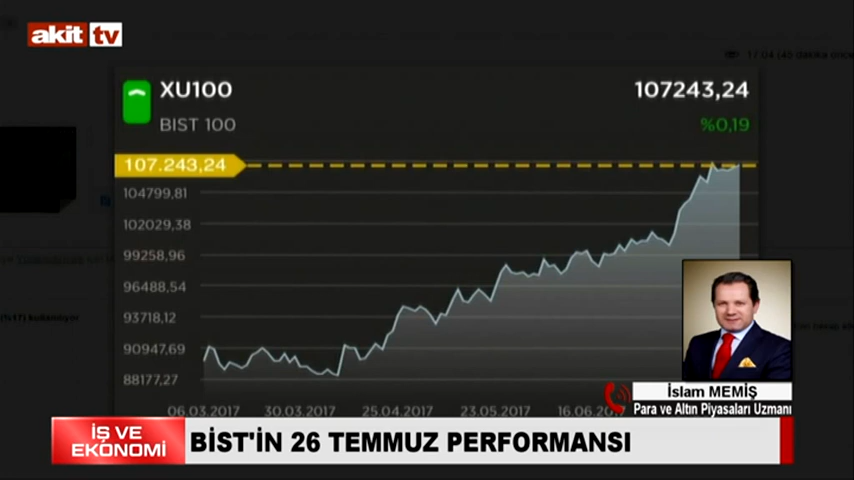 akit tv
XU100
107243,24
BIST 100
%0,19
107.243,24
104799,81
102029,38
99258,96
96488,54
93718,12
90947,69
88177,27
06.03.2017
30.03.2017
25.04.2017
23.05.2017
16.06.
İslam MEMİŞ
Para ve Altın Piyasaları Uzmanı
İŞ VE
EKONOMİ
BİST'İN 26 TEMMUZ PERFORMANSI